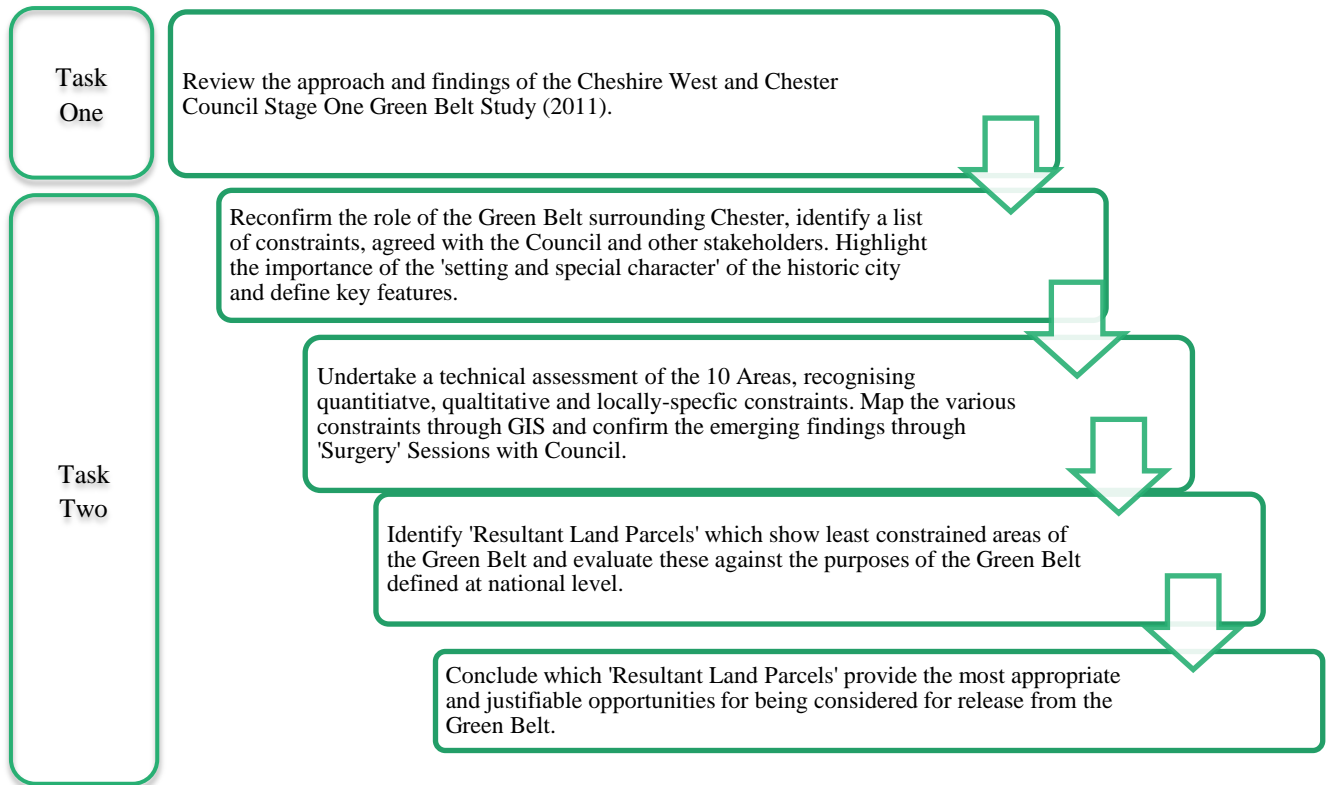 Task
One
Review the approach and findings of the Cheshire West and Chester
Council Stage One Green Belt Study (2011).
Task
Two
Reconfirm the role of the Green Belt surrounding Chester, identify a list
of constraints, agreed with the Council and other stakeholders. Highlight
the importance of the 'setting and special character' of the historic city
and define key features.
Undertake a technical assessment of the 10 Areas, recognising
quantitiatve, qualtitative and locally-specfic constraints. Map the various
constraints through GIS and confirm the emerging findings through
'Surgery' Sessions with Council.
Identify 'Resultant Land Parcels' which show least constrained areas of
the Green Belt and evaluate these against the purposes of the Green Belt
defined at national level.
Conclude which 'Resultant Land Parcels' provide the most appropriate
and justifiable opportunities for being considered for release from the
Green Belt.